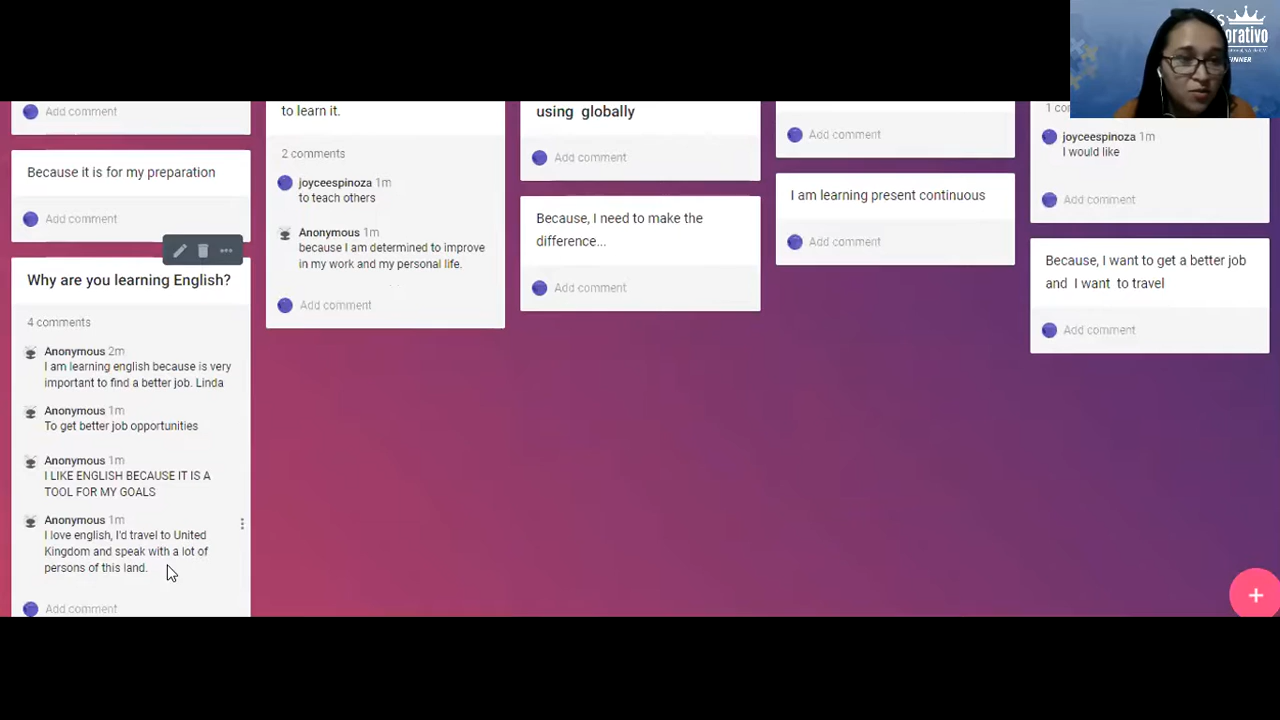 Add comment
Because it is for my preparation
Add comment
Why are you learning English?
4 comments
Anonymous 2m
I am learning english because is very
important to find a better job. Linda
Anonymous 1m
To get better job opportunities
Anonymous 1m
I LIKE ENGLISH BECAUSE IT IS A
TOOL FOR MY GOALS
Anonymous 1m
I love english, I'd travel to United
Kingdom and speak with a lot of
persons of this land.
Add comment
to learn it.
2 comments
joyceespinoza 1m
to teach others
Anonymous 1m
because I am determined to improve
in my work and my personal life.
Add comment
using globally
Add comment
Because, I need to make the
difference...
Add comment
Add comment
I am learning present continuous
Add comment
joyceespinoza 1m
I would like
Add comment
Because, I want to get a better job
and I want to travel
Add comment